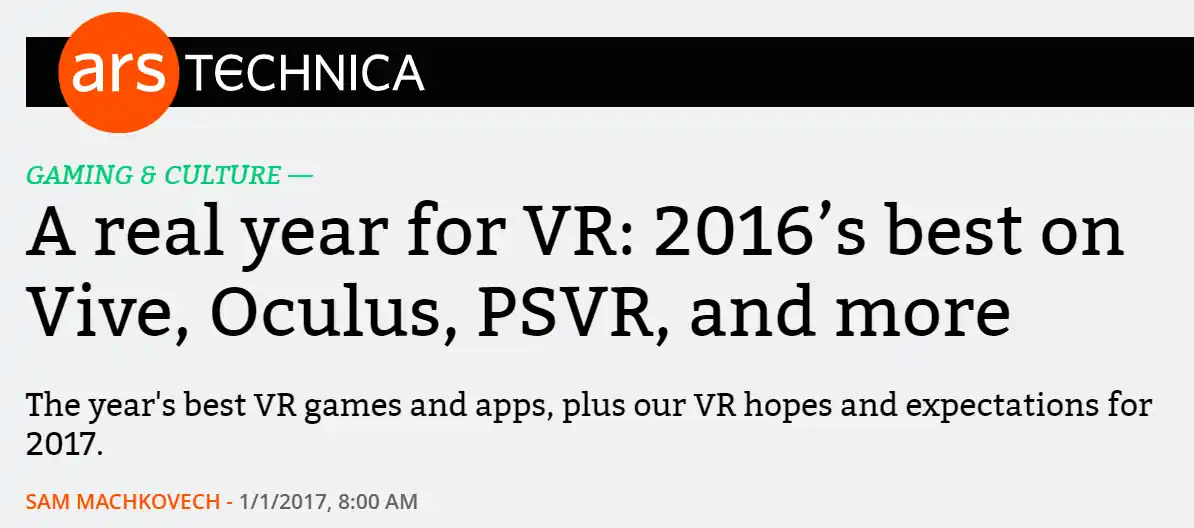 ars TECHNICA
GAMING & CULTURE —
A real year for VR: 2016’s best on
Vive, Oculus, PSVR, and more
The year's best VR games and apps, plus our VR hopes and expectations for
2017.
SAM MACHKOVECH - 1/1/2017, 8:00 AM